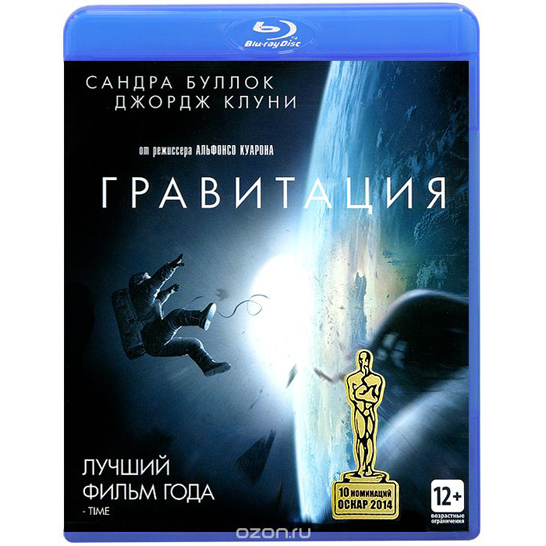 Blu-ray Disc
САНДРА БУЛЛОК
ДЖОРДЖ КЛУНИ
от режиссера АЛЬФОНСО КУАРОНА
ГРАВИТАЦИЯ
10 НОМИНАЦИЙ
ОСКАР 2014
ЛУЧШИЙ
ФИЛЬМ ГОДА
- TIME
12+
возрастные
ограничения
ozon.ru